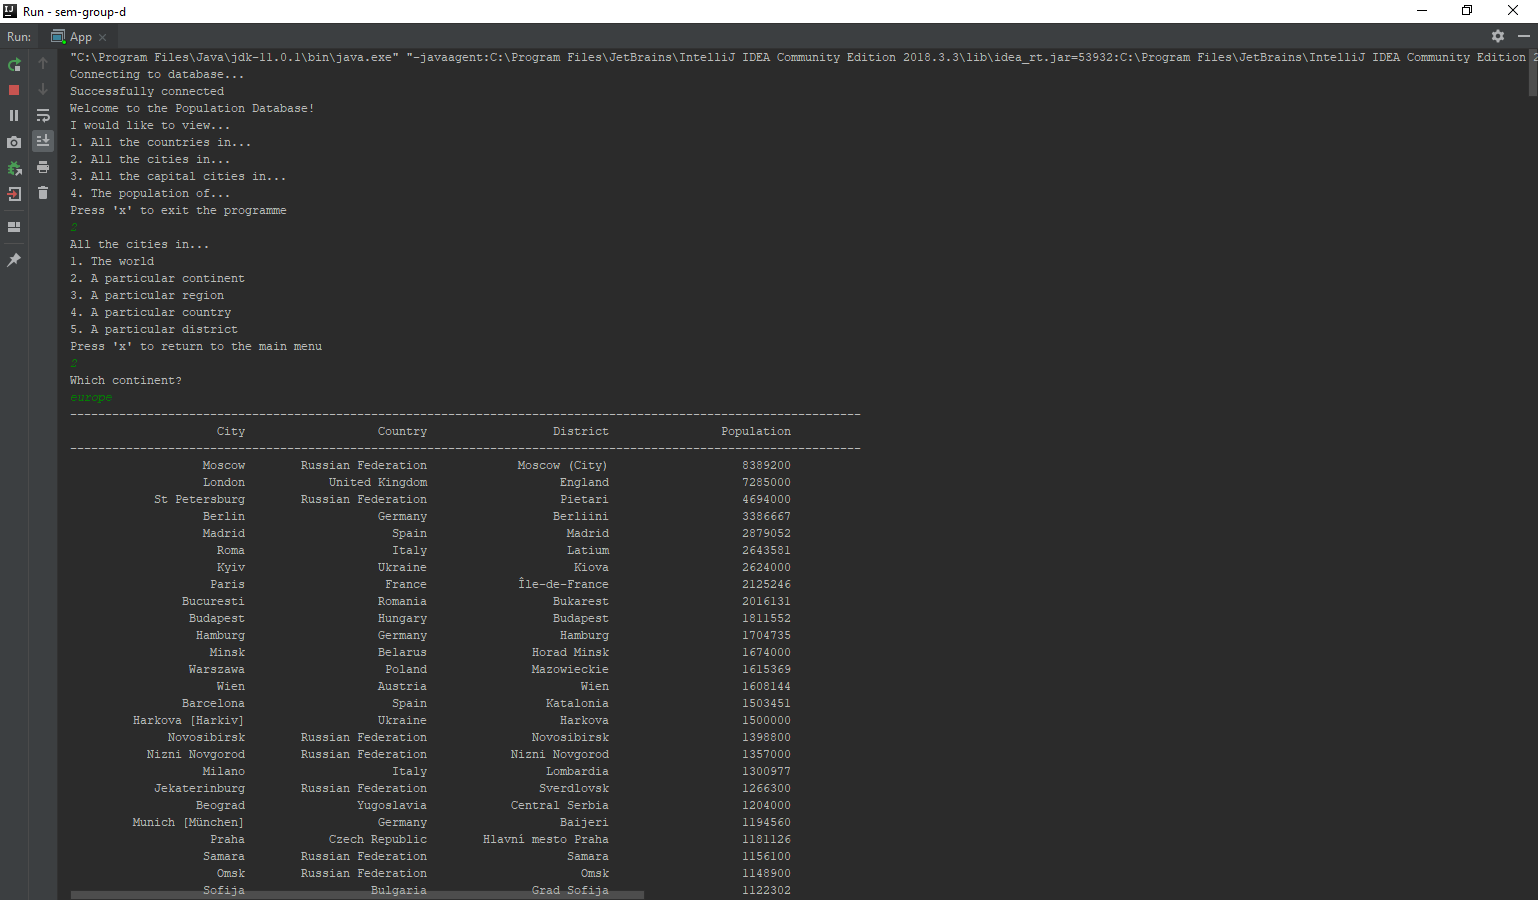 Run - sem-group-d
Run: App
"C:\Program Files\Java\jdk-11.0.1\bin\java.exe" "-javaagent:C:\Program Files\JetBrains\IntelliJ IDEA Community Edition 2018.3.3\lib\idea_rt.jar=53932:C:\Program Files\JetBrains\IntelliJ IDEA Community Edition
Connecting to database...
Successfully connected
Welcome to the Population Database!
I would like to view...
1. All the countries in...
2. All the cities in...
3. All the capital cities in...
4. The population of...
Press 'x' to exit the programme
2
All the cities in...
1. The world
2. A particular continent
3. A particular region
4. A particular country
5. A particular district
Press 'x' to return to the main menu
2
Which continent?
europe
-----------------------------------------------------------------------------------------------------------------
City Country District Population
-----------------------------------------------------------------------------------------------------------------
Moscow Russian Federation Moscow (City) 8389200
London United Kingdom England 7285000
St Petersburg Russian Federation Pietari 4694000
Berlin Germany Berliini 3386667
Madrid Spain Madrid 2879052
Roma Italy Latium 2643581
Kyiv Ukraine Kiova 2624000
Paris France Île-de-France 2125246
Bucuresti Romania Bukarest 2016131
Budapest Hungary Budapest 1811552
Hamburg Germany Hamburg 1704735
Minsk Belarus Horad Minsk 1674000
Warszawa Poland Mazowieckie 1615369
Wien Austria Wien 1608144
Barcelona Spain Katalonia 1503451
Harkova [Harkiv] Ukraine Harkova 1500000
Novosibirsk Russian Federation Novosibirsk 1398800
Nizni Novgorod Russian Federation Nizni Novgorod 1357000
Milano Italy Lombardia 1300977
Jekaterinburg Russian Federation Sverdlovsk 1266300
Beograd Yugoslavia Central Serbia 1204000
Munich [München] Germany Baijeri 1194560
Praha Czech Republic Hlavní mesto Praha 1181126
Samara Russian Federation Samara 1156100
Omsk Russian Federation Omsk 1148900
Sofija Bulgaria Grad Sofija 1122302